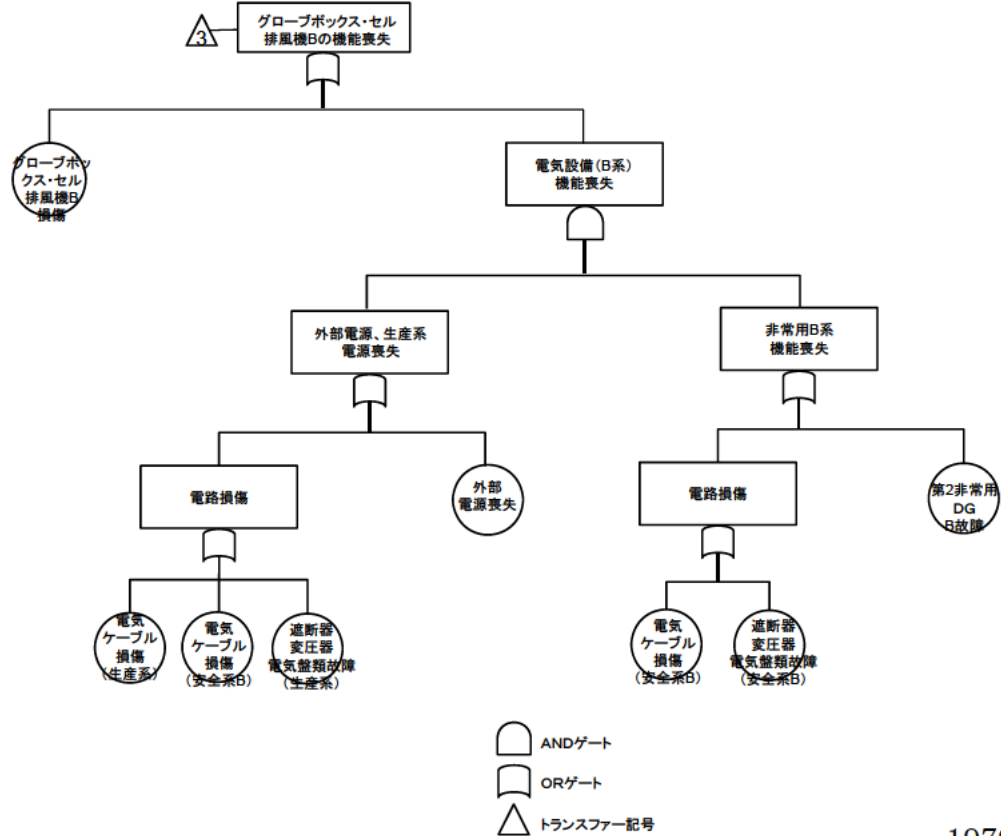 3
グローブボックス・セル
排風機Bの機能喪失
グローブボッ
クス・セル
排風機B
損傷
電気設備(B系)
機能喪失
外部電源、生産系
電源喪失
非常用B系
機能喪失
電路損傷
外部
電源喪失
電路損傷
第2非常用
DG
B故障
電気
ケーブル
損傷
(生産系)
電気
ケーブル
損傷
(安全系B)
遮断器
変圧器
電気盤類故障
(生産系)
電気
ケーブル
損傷
(安全系B)
遮断器
変圧器
電気盤類故障
(安全系B)
ANDゲート
ORゲート
トランスファー記号